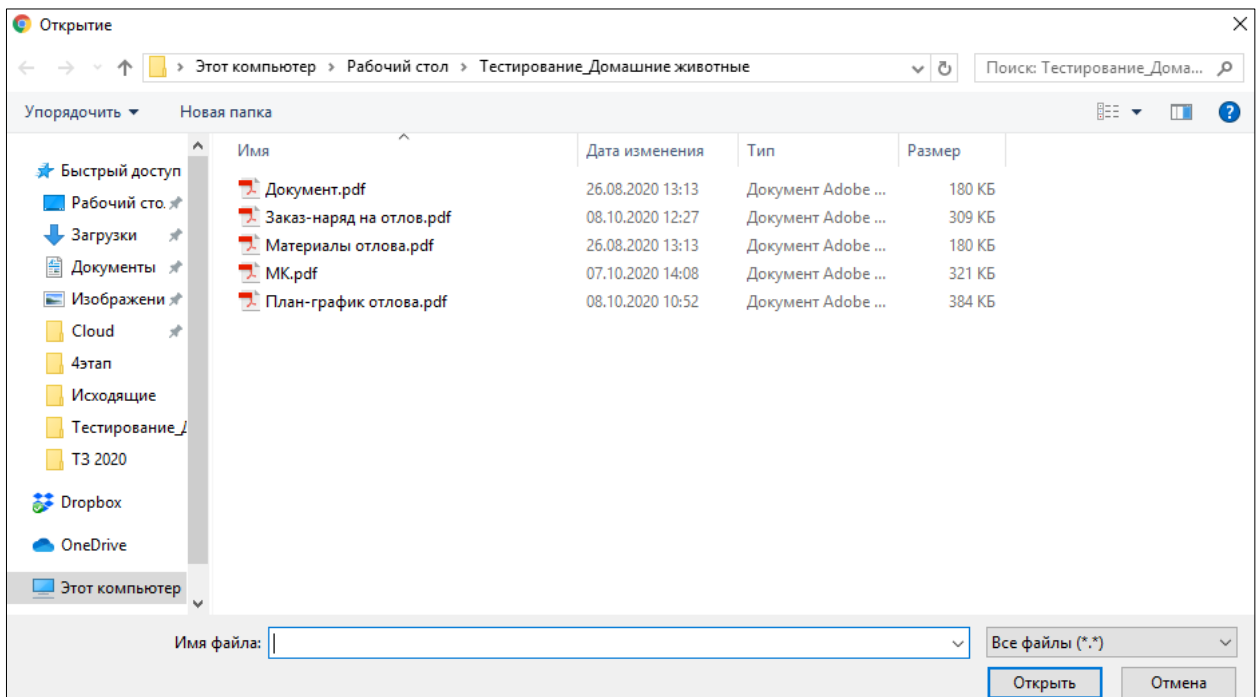 Открытие
Этот компьютер › Рабочий стол › Тестирование_Домашние животные
Поиск: Тестирование_Дома...
Упорядочить
Новая папка
Имя Дата изменения Тип Размер
Быстрый доступ
Рабочий сто.
Загрузки
Документы
Изображени
Cloud
4этап
Исходящие
Тестирование_Д
ТЗ 2020
Dropbox
OneDrive
Этот компьютер
Документ.pdf 26.08.2020 13:13 Документ Adobe ... 180 КБ
Заказ-наряд на отлов.pdf 08.10.2020 12:27 Документ Adobe ... 309 КБ
Материалы отлова.pdf 26.08.2020 13:13 Документ Adobe ... 180 КБ
МК.pdf 07.10.2020 14:08 Документ Adobe ... 321 КБ
План-график отлова.pdf 08.10.2020 10:52 Документ Adobe ... 384 КБ
Имя файла:
Все файлы (*.*)
Открыть
Отмена